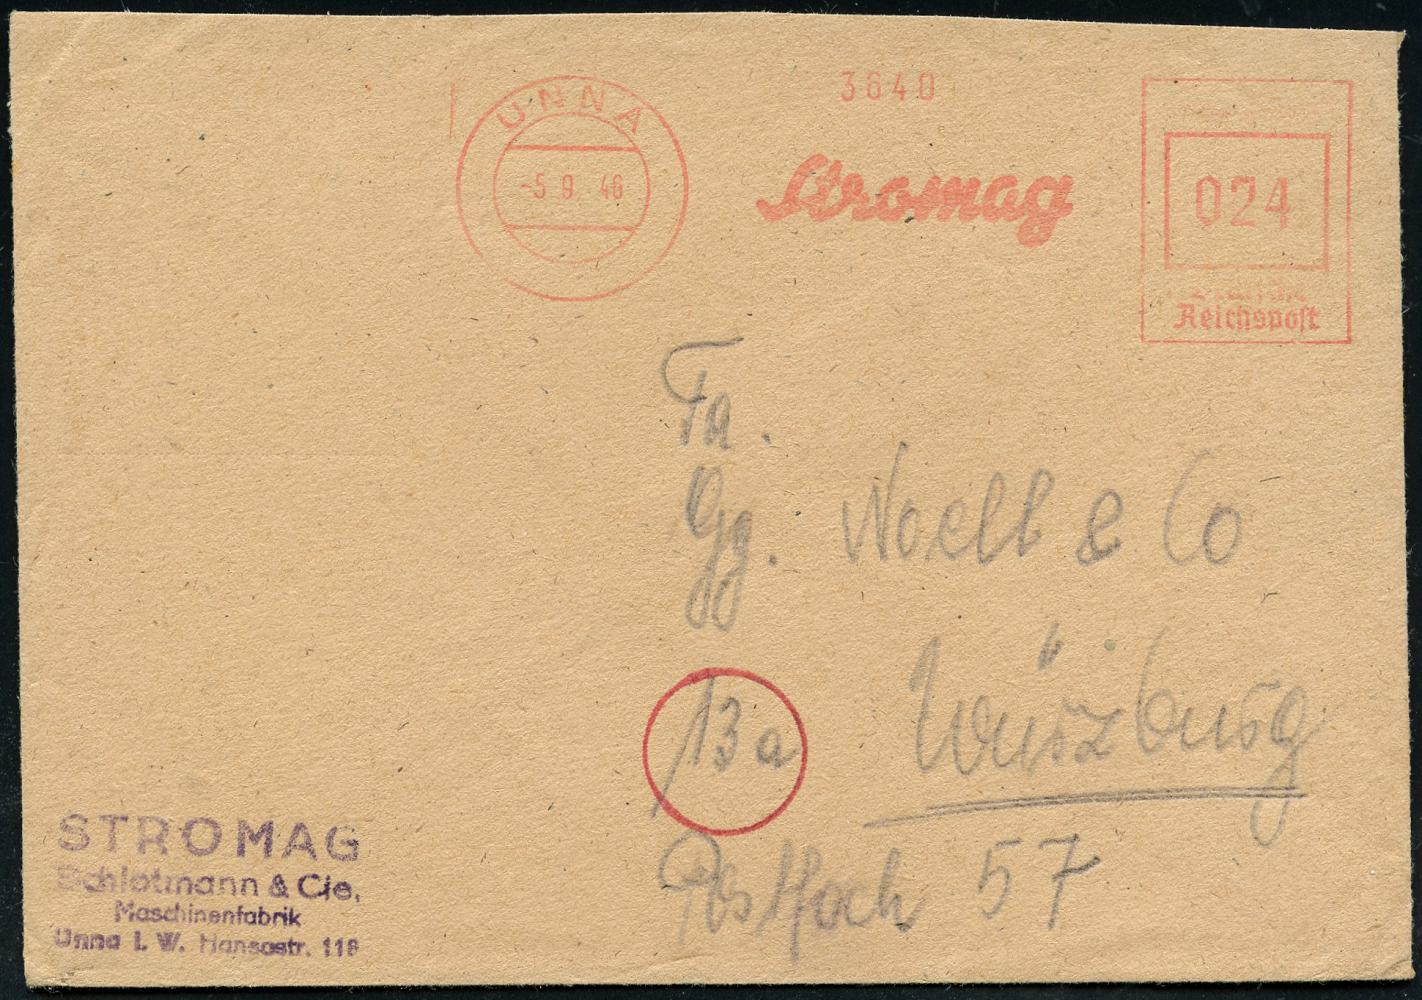 3640
UNNA
-5 9 46
Stromag
024
Deutsche
Reichspost
Fa.
Gg. Noell & Co
13a Würzburg
Postfach 57
STROMAG
Schlotmann & Cie.
Maschinenfabrik
Unna i. W. Hansastr. 118